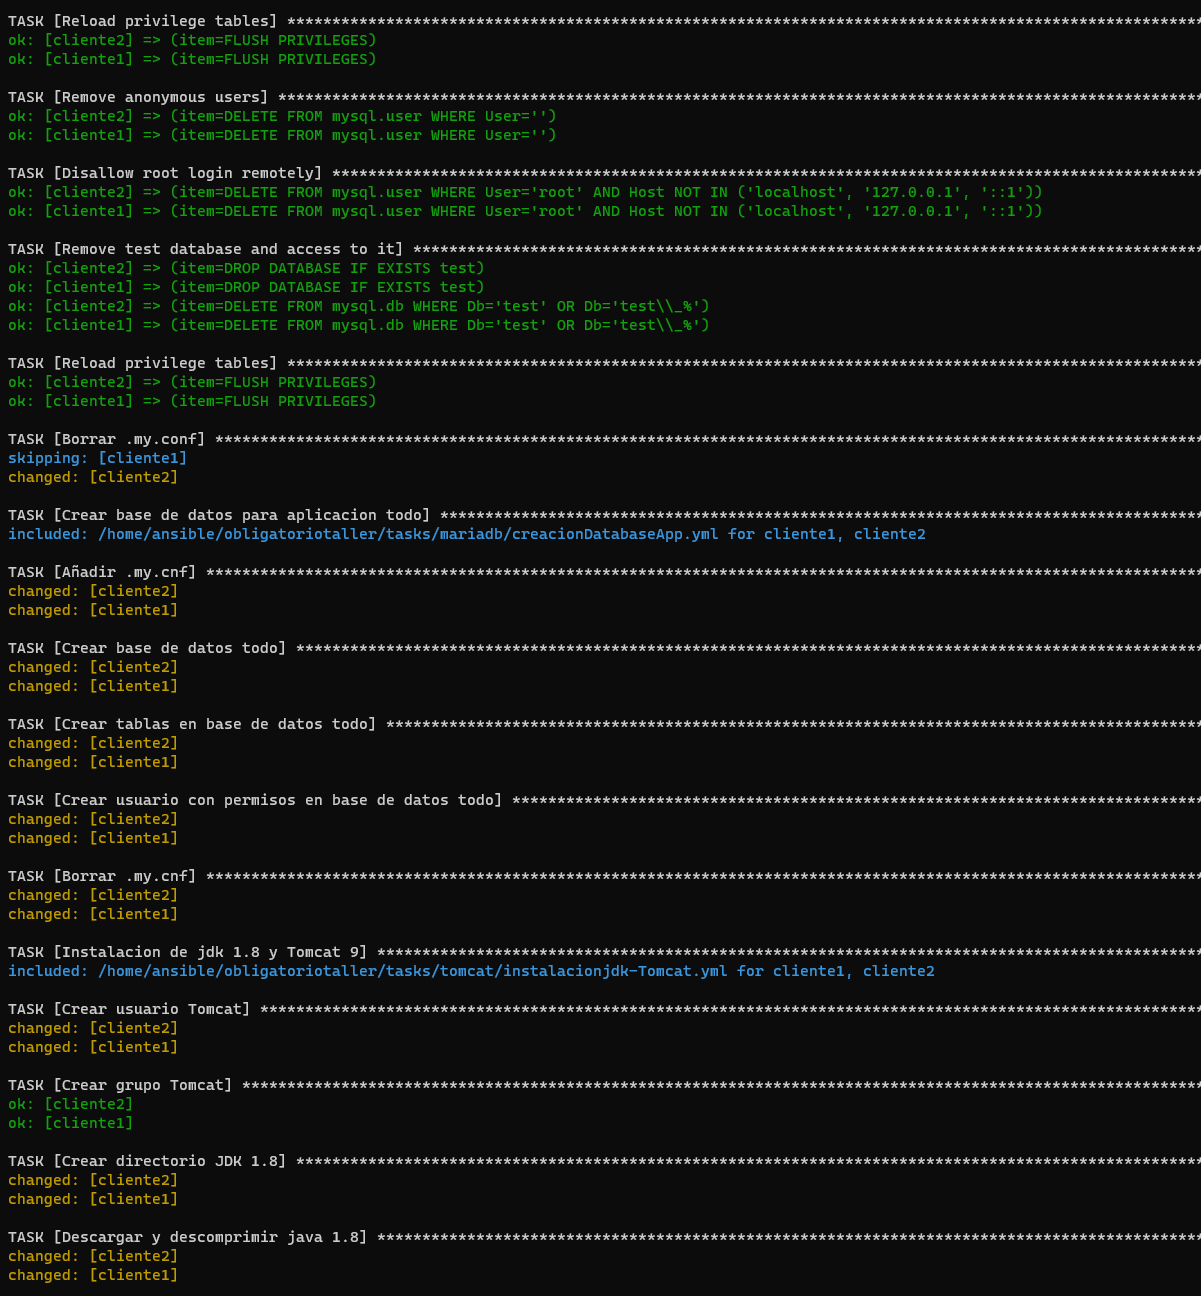 TASK [Reload privilege tables] *****************************************************************************************************
ok: [cliente2] => (item=FLUSH PRIVILEGES)
ok: [cliente1] => (item=FLUSH PRIVILEGES)
TASK [Remove anonymous users] ******************************************************************************************************
ok: [cliente2] => (item=DELETE FROM mysql.user WHERE User='')
ok: [cliente1] => (item=DELETE FROM mysql.user WHERE User='')
TASK [Disallow root login remotely] ************************************************************************************************
ok: [cliente2] => (item=DELETE FROM mysql.user WHERE User='root' AND Host NOT IN ('localhost', '127.0.0.1', '::1'))
ok: [cliente1] => (item=DELETE FROM mysql.user WHERE User='root' AND Host NOT IN ('localhost', '127.0.0.1', '::1'))
TASK [Remove test database and access to it] ***************************************************************************************
ok: [cliente2] => (item=DROP DATABASE IF EXISTS test)
ok: [cliente1] => (item=DROP DATABASE IF EXISTS test)
ok: [cliente2] => (item=DELETE FROM mysql.db WHERE Db='test' OR Db='test\\_%')
ok: [cliente1] => (item=DELETE FROM mysql.db WHERE Db='test' OR Db='test\\_%')
TASK [Reload privilege tables] *****************************************************************************************************
ok: [cliente2] => (item=FLUSH PRIVILEGES)
ok: [cliente1] => (item=FLUSH PRIVILEGES)
TASK [Borrar .my.conf] *************************************************************************************************************
skipping: [cliente1]
changed: [cliente2]
TASK [Crear base de datos para aplicacion todo] ************************************************************************************
included: /home/ansible/obligatoriotaller/tasks/mariadb/creacionDatabaseApp.yml for cliente1, cliente2
TASK [Añadir .my.cnf] **************************************************************************************************************
changed: [cliente2]
changed: [cliente1]
TASK [Crear base de datos todo] ****************************************************************************************************
changed: [cliente2]
changed: [cliente1]
TASK [Crear tablas en base de datos todo] ******************************************************************************************
changed: [cliente2]
changed: [cliente1]
TASK [Crear usuario con permisos en base de datos todo] ****************************************************************************
changed: [cliente2]
changed: [cliente1]
TASK [Borrar .my.cnf] **************************************************************************************************************
changed: [cliente2]
changed: [cliente1]
TASK [Instalacion de jdk 1.8 y Tomcat 9] *******************************************************************************************
included: /home/ansible/obligatoriotaller/tasks/tomcat/instalacionjdk-Tomcat.yml for cliente1, cliente2
TASK [Crear usuario Tomcat] ********************************************************************************************************
changed: [cliente2]
changed: [cliente1]
TASK [Crear grupo Tomcat] **********************************************************************************************************
ok: [cliente2]
ok: [cliente1]
TASK [Crear directorio JDK 1.8] ****************************************************************************************************
changed: [cliente2]
changed: [cliente1]
TASK [Descargar y descomprimir java 1.8] *******************************************************************************************
changed: [cliente2]
changed: [cliente1]